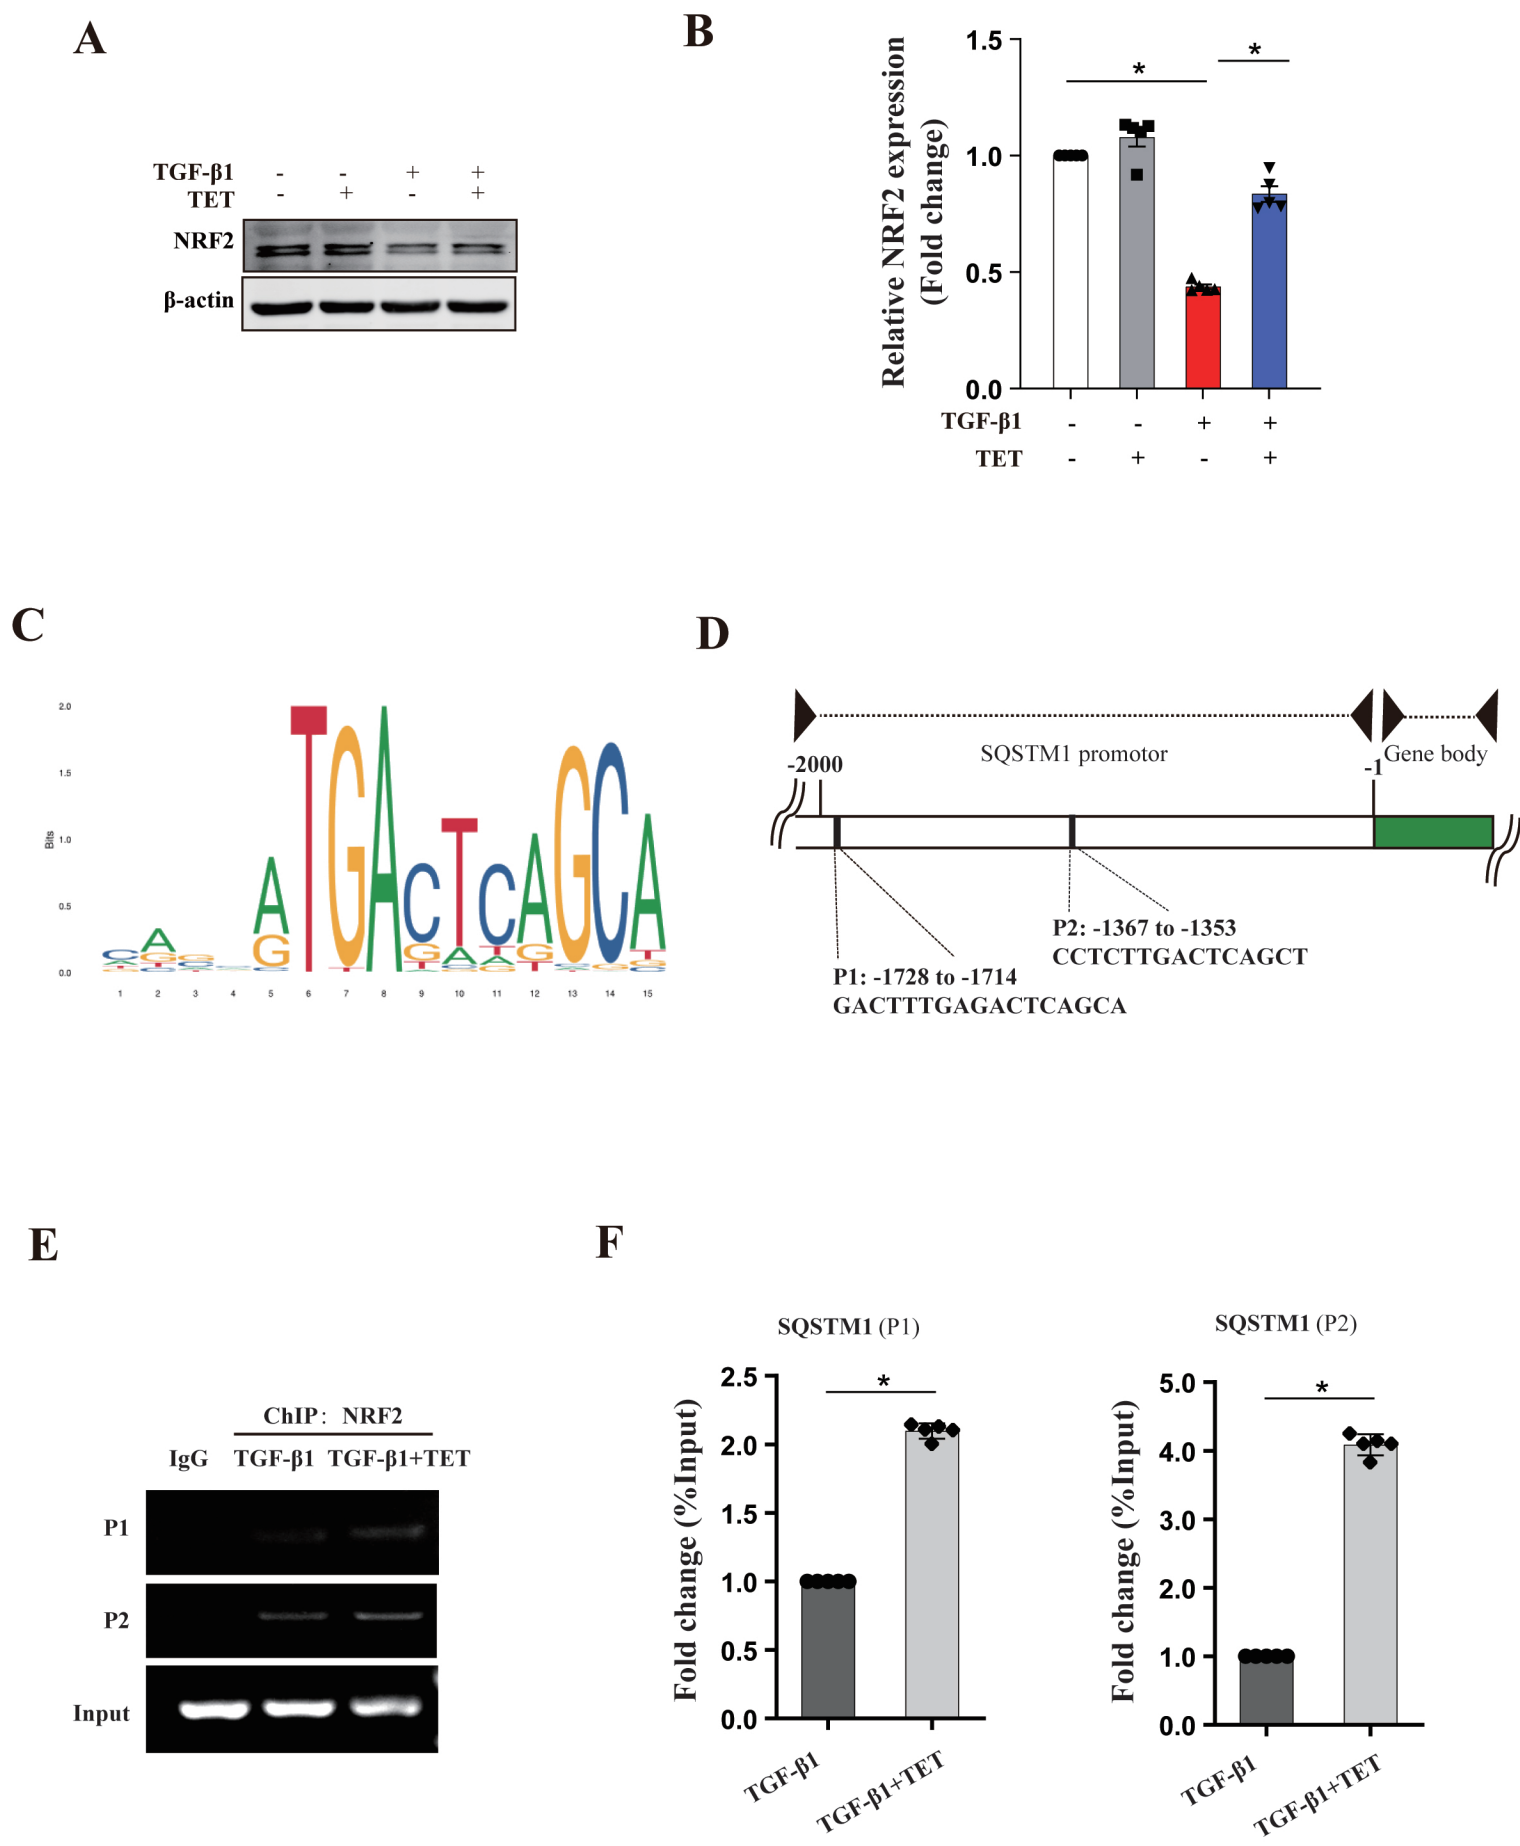 A
TGF-β1 - - + +
TET - + - +
NRF2
β-actin
B
Relative NRF2 expression
(Fold change)
1.5
1.0
0.5
0.0
*
*
TGF-β1 - - + +
TET - + - +
C
Bits
2.0
1.5
1.0
0.5
0.0
ATGACTCAGCA
1 2 3 4 5 6 7 8 9 10 11 12 13 14 15
D
-2000
SQSTM1 promotor
-1
Gene body
P1: -1728 to -1714
GACTTTGAGACTCAGCA
P2: -1367 to -1353
CCTCTTGACTCAGCT
E
ChIP: NRF2
IgG TGF-β1 TGF-β1+TET
P1
P2
Input
F
SQSTM1 (P1)
Fold change (%Input)
2.5
2.0
1.5
1.0
0.5
0.0
*
TGF-β1
TGF-β1+TET
SQSTM1 (P2)
Fold change (%Input)
5.0
4.0
3.0
2.0
1.0
0.0
*
TGF-β1
TGF-β1+TET